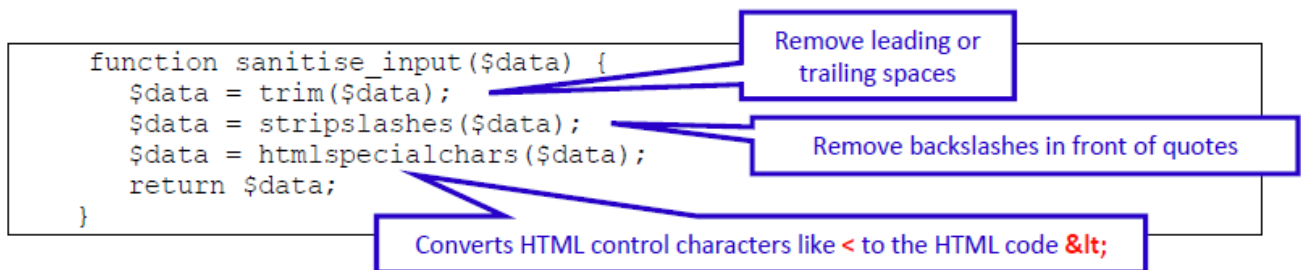 Remove leading or
trailing spaces
function sanitise_input($data) {
$data = trim($data);
$data = stripslashes($data);
Remove backslashes in front of quotes
$data = htmlspecialchars($data);
return $data;
}
Converts HTML control characters like < to the HTML code &lt;